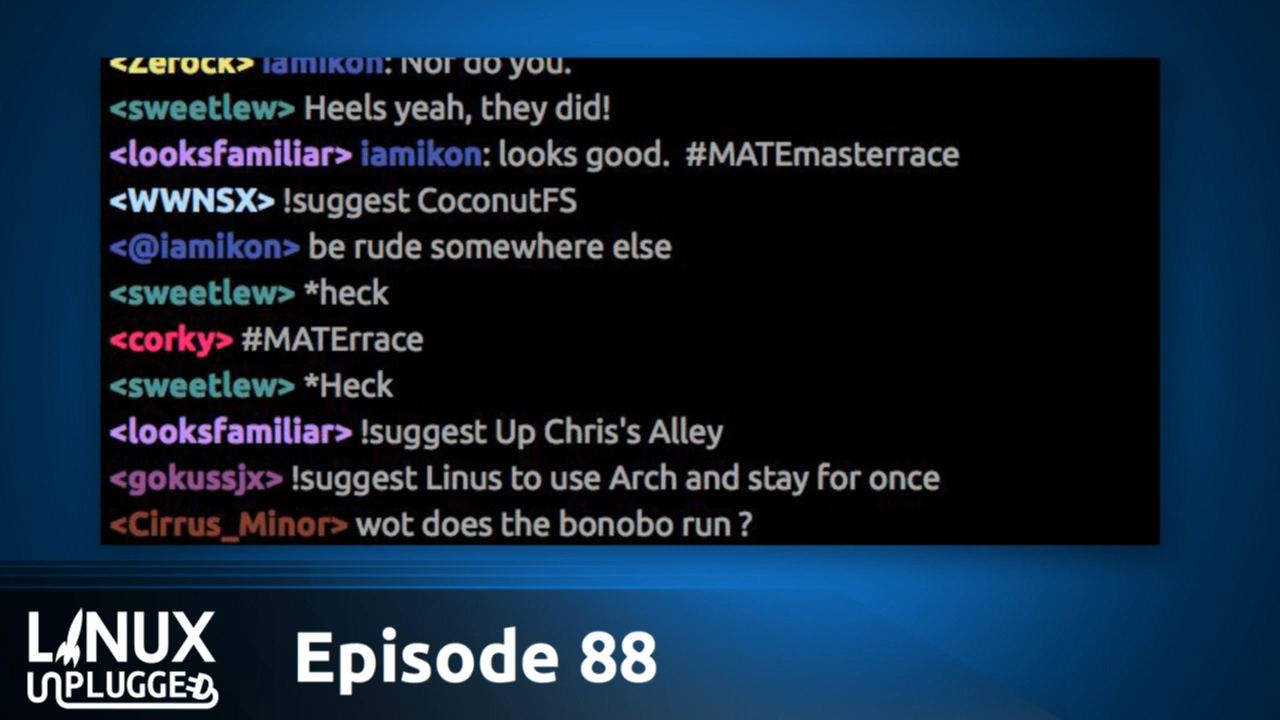 <Zerock> iamikon: Nor do you.
<sweetlew> Heels yeah, they did!
<looksfamiliar> iamikon: looks good.  #MATEmasterrace
<WWNSX> !suggest CoconutFS
<@iamikon> be rude somewhere else
<sweetlew> *heck
<corky> #MATErrace
<sweetlew> *Heck
<looksfamiliar> !suggest Up Chris's Alley
<gokussjx> !suggest Linus to use Arch and stay for once
<Cirrus_Minor> wot does the bonobo run ?
LINUX
UNPLUGGED
Episode 88